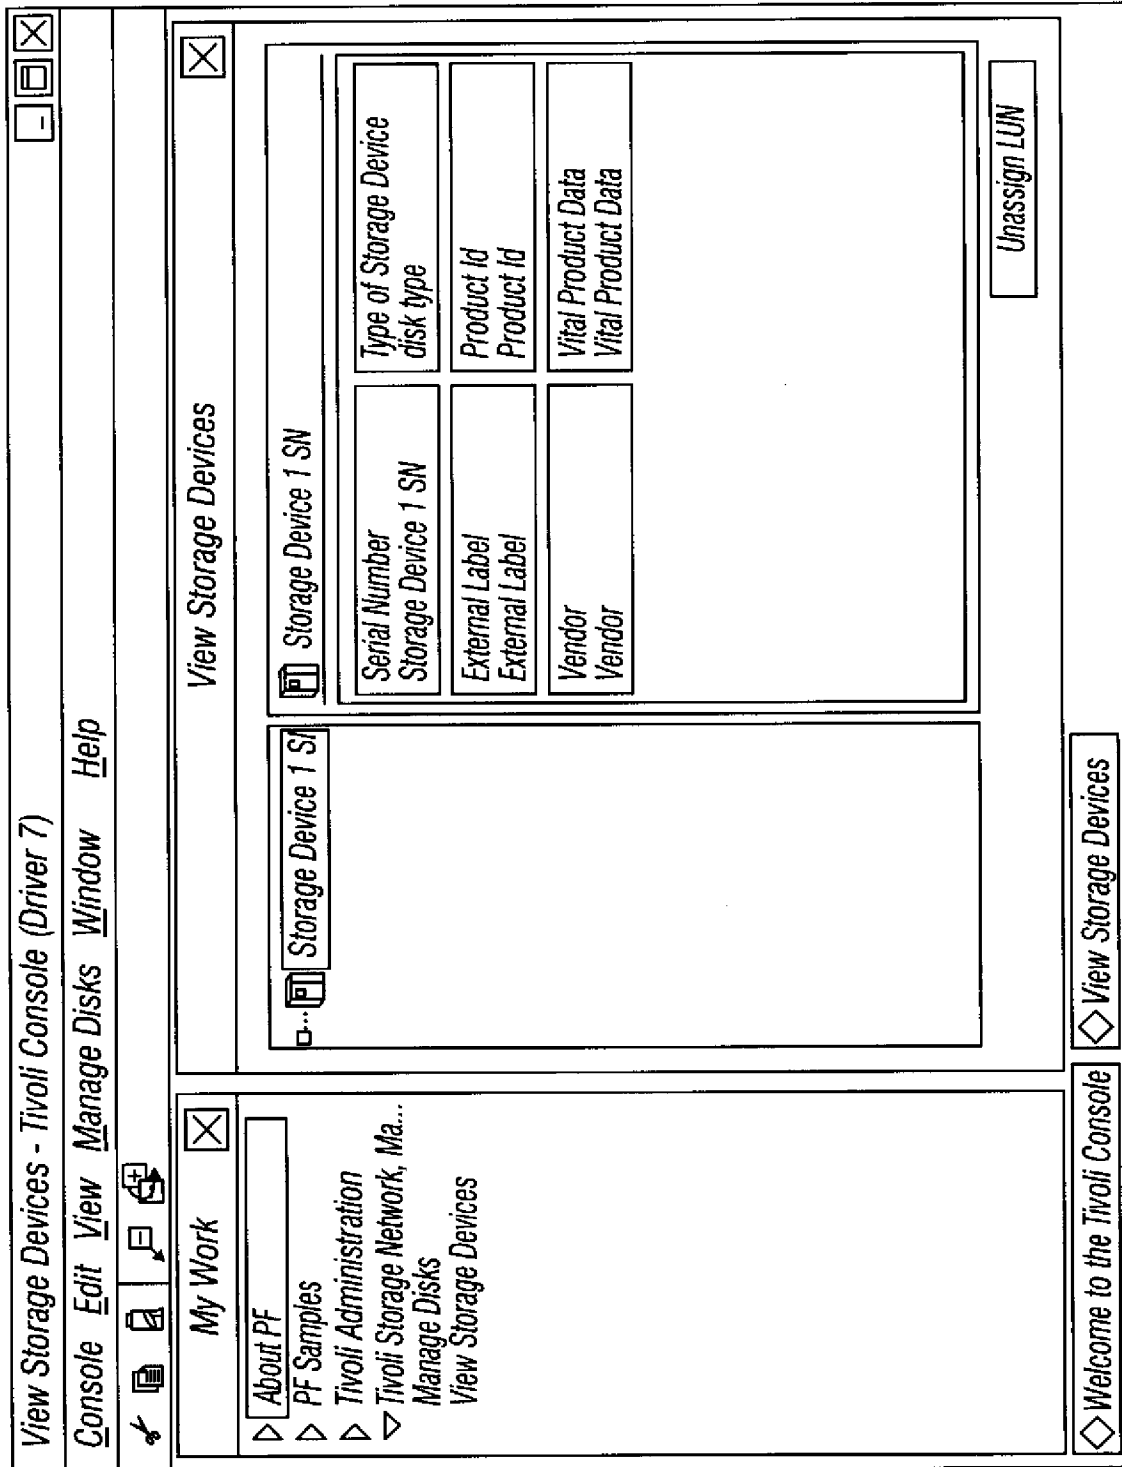 View Storage Devices - Tivoli Console (Driver 7)
Console Edit View Manage Disks Window Help
My Work
About PF
PF Samples
Tivoli Administration
Tivoli Storage Network, Ma...
Manage Disks
View Storage Devices
View Storage Devices
Storage Device 1 SN
Storage Device 1 SN
Serial Number
Storage Device 1 SN
Type of Storage Device
disk type
External Label
External Label
Product Id
Product Id
Vendor
Vendor
Vital Product Data
Vital Product Data
Unassign LUN
Welcome to the Tivoli Console
View Storage Devices